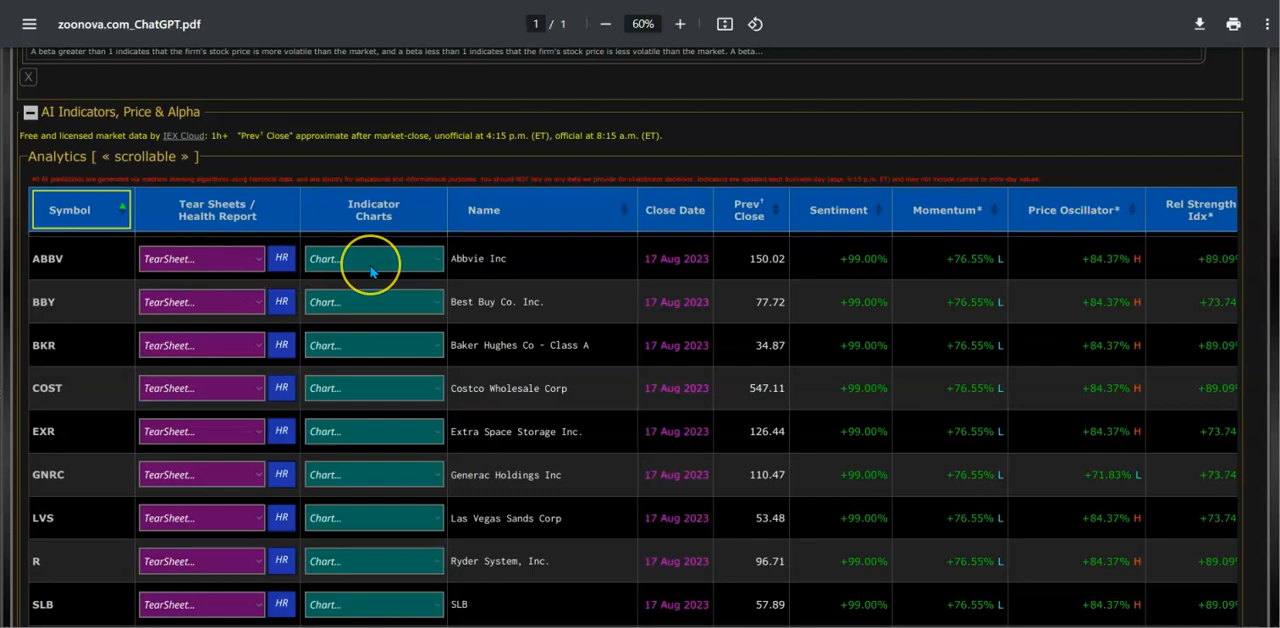 zoonova.com_ChatGPT.pdf
1 / 1
60%
A beta greater than 1 indicates that the firm's stock price is more volatile than the market, and a beta less than 1 indicates that the firm's stock price is less volatile than the market. A beta...
X
AI Indicators, Price & Alpha
Free and licensed market data by IEX Cloud: 1h+ "Prev† Close" approximate after market-close, unofficial at 4:15 p.m. (ET), official at 8:15 a.m. (ET).
Analytics [ « scrollable » ]
Symbol Tear Sheets / Health Report Indicator Charts Name Close Date Prev† Close Sentiment Momentum* Price Oscillator* Rel Strength Idx*
ABBV TearSheet... HR Chart... Abbvie Inc 17 Aug 2023 150.02 +99.00% +76.55% L +84.37% H +89.09%
BBY TearSheet... HR Chart... Best Buy Co. Inc. 17 Aug 2023 77.72 +99.00% +76.55% L +84.37% H +73.74
BKR TearSheet... HR Chart... Baker Hughes Co - Class A 17 Aug 2023 34.87 +99.00% +76.55% L +84.37% H +89.09%
COST TearSheet... HR Chart... Costco Wholesale Corp 17 Aug 2023 547.11 +99.00% +76.55% L +84.37% H +89.09%
EXR TearSheet... HR Chart... Extra Space Storage Inc. 17 Aug 2023 126.44 +99.00% +76.55% L +84.37% H +73.74
GNRC TearSheet... HR Chart... Generac Holdings Inc 17 Aug 2023 110.47 +99.00% +76.55% L +71.83% L +73.74
LVS TearSheet... HR Chart... Las Vegas Sands Corp 17 Aug 2023 53.48 +99.00% +76.55% L +84.37% H +73.74
R TearSheet... HR Chart... Ryder System, Inc. 17 Aug 2023 96.71 +99.00% +76.55% L +84.37% H +89.09%
SLB TearSheet... HR Chart... SLB 17 Aug 2023 57.89 +99.00% +76.55% L +84.37% H +89.09%